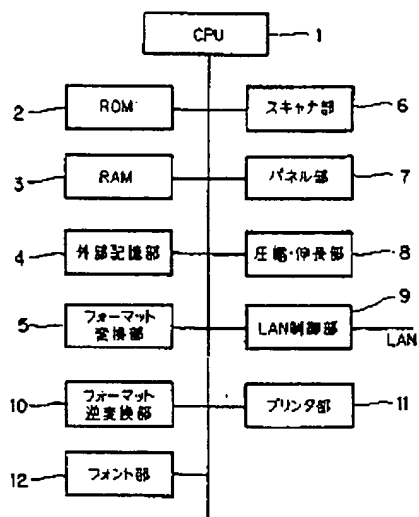 CPU
1
2
ROM
スキャナ部
6
3
RAM
パネル部
7
4
外部記憶部
圧縮・伸長部
8
5
フォーマット
変換部
LAN制御部
9
LAN
10
フォーマット
逆変換部
プリンタ部
11
12
フォント部